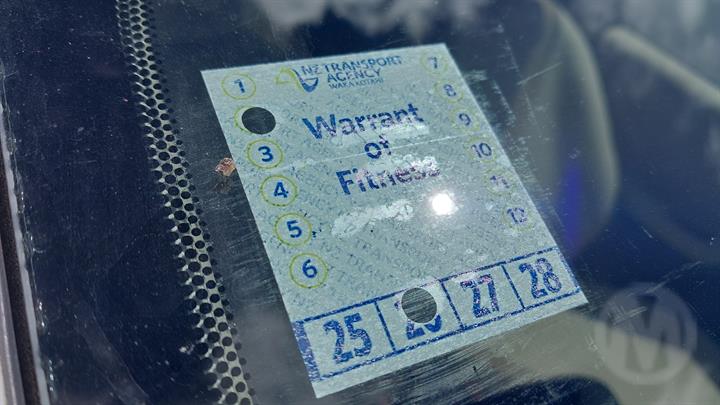 NZ TRANSPORT
AGENCY
WAKA KOTAHI
1
7
8
Warrant
of
Fitness
3
9
4
10
5
11
6
12
25
27
28
M